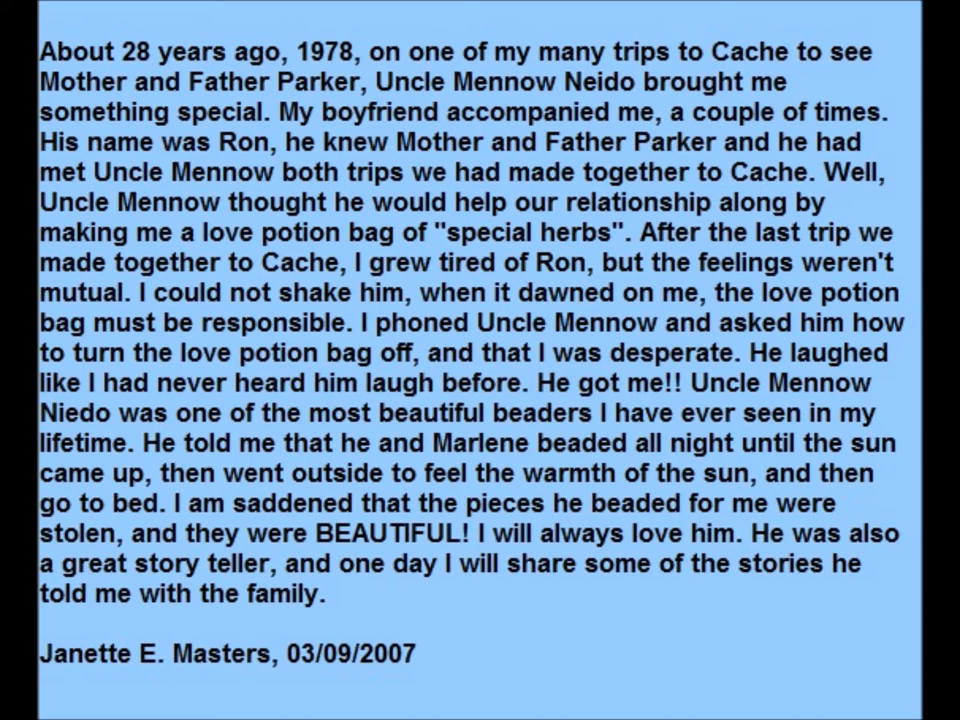 About 28 years ago, 1978, on one of my many trips to Cache to see
Mother and Father Parker, Uncle Mennow Neido brought me
something special. My boyfriend accompanied me, a couple of times.
His name was Ron, he knew Mother and Father Parker and he had
met Uncle Mennow both trips we had made together to Cache. Well,
Uncle Mennow thought he would help our relationship along by
making me a love potion bag of "special herbs". After the last trip we
made together to Cache, I grew tired of Ron, but the feelings weren't
mutual. I could not shake him, when it dawned on me, the love potion
bag must be responsible. I phoned Uncle Mennow and asked him how
to turn the love potion bag off, and that I was desperate. He laughed
like I had never heard him laugh before. He got me!! Uncle Mennow
Niedo was one of the most beautiful beaders I have ever seen in my
lifetime. He told me that he and Marlene beaded all night until the sun
came up, then went outside to feel the warmth of the sun, and then
go to bed. I am saddened that the pieces he beaded for me were
stolen, and they were BEAUTIFUL! I will always love him. He was also
a great story teller, and one day I will share some of the stories he
told me with the family.
Janette E. Masters, 03/09/2007